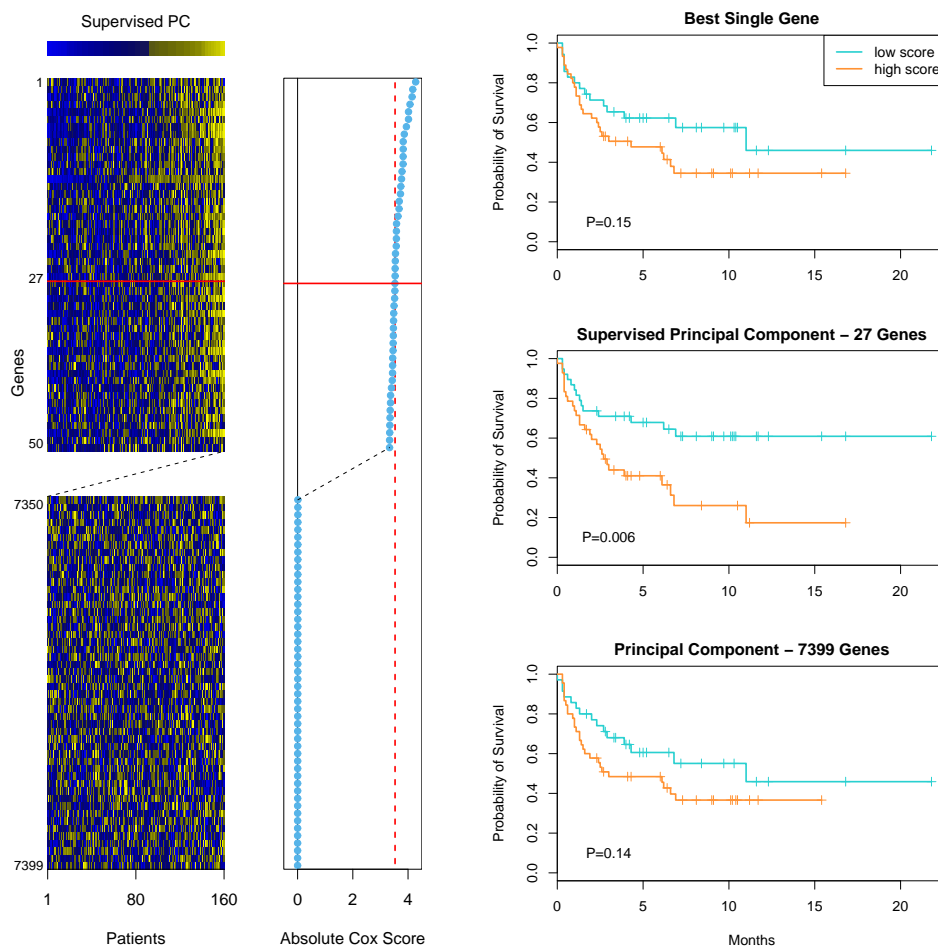 Supervised PC
1
27
50
7350
7399
Genes
1
80
160
Patients
0
2
4
Absolute Cox Score
Best Single Gene
low score
high score
Probability of Survival
0.0
0.2
0.4
0.6
0.8
1.0
P=0.15
0
5
10
15
20
Supervised Principal Component − 27 Genes
Probability of Survival
0.0
0.2
0.4
0.6
0.8
1.0
P=0.006
0
5
10
15
20
Principal Component − 7399 Genes
Probability of Survival
0.0
0.2
0.4
0.6
0.8
1.0
P=0.14
0
5
10
15
20
Months